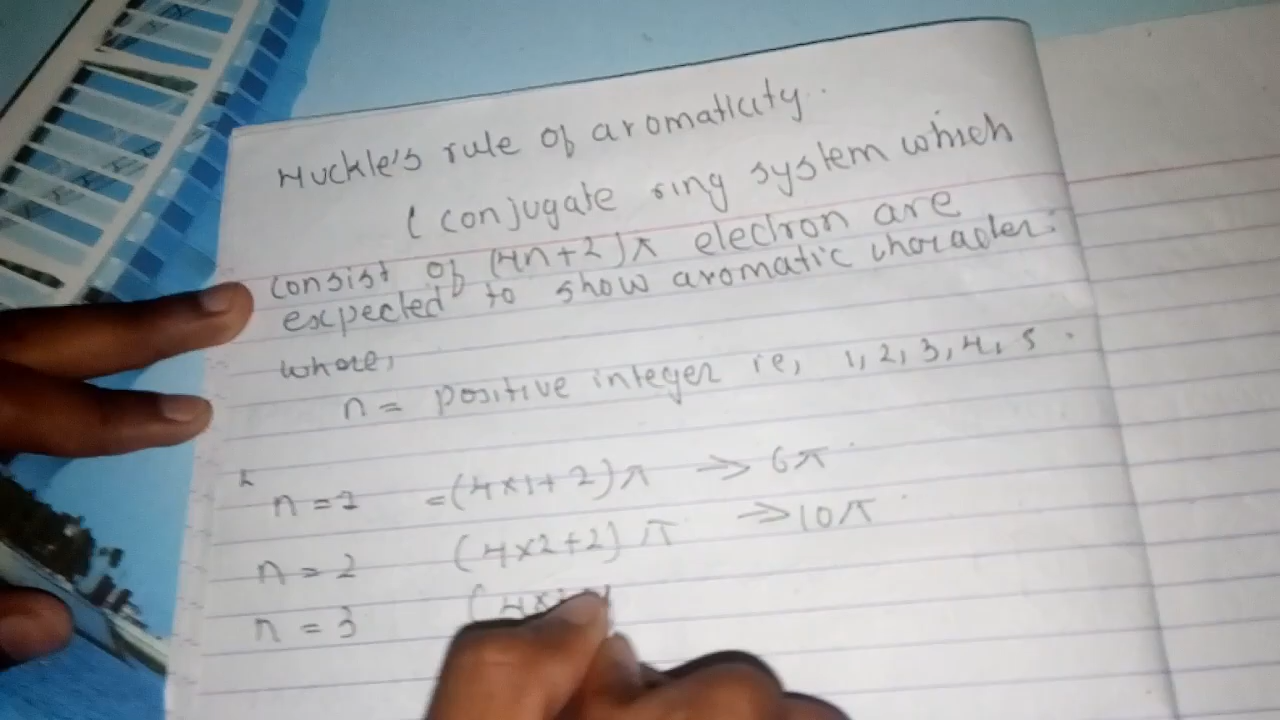 Huckle's rule of aromaticity.
( conjugate ring system which
consist of (4n+2)π electron are
expected to show aromatic character.
where,
n = positive integer ie, 1, 2, 3, 4, 5.
n = 1 = (4×1+2)π → 6π
n = 2 (4×2+2)π → 10π
n = 3 (4×